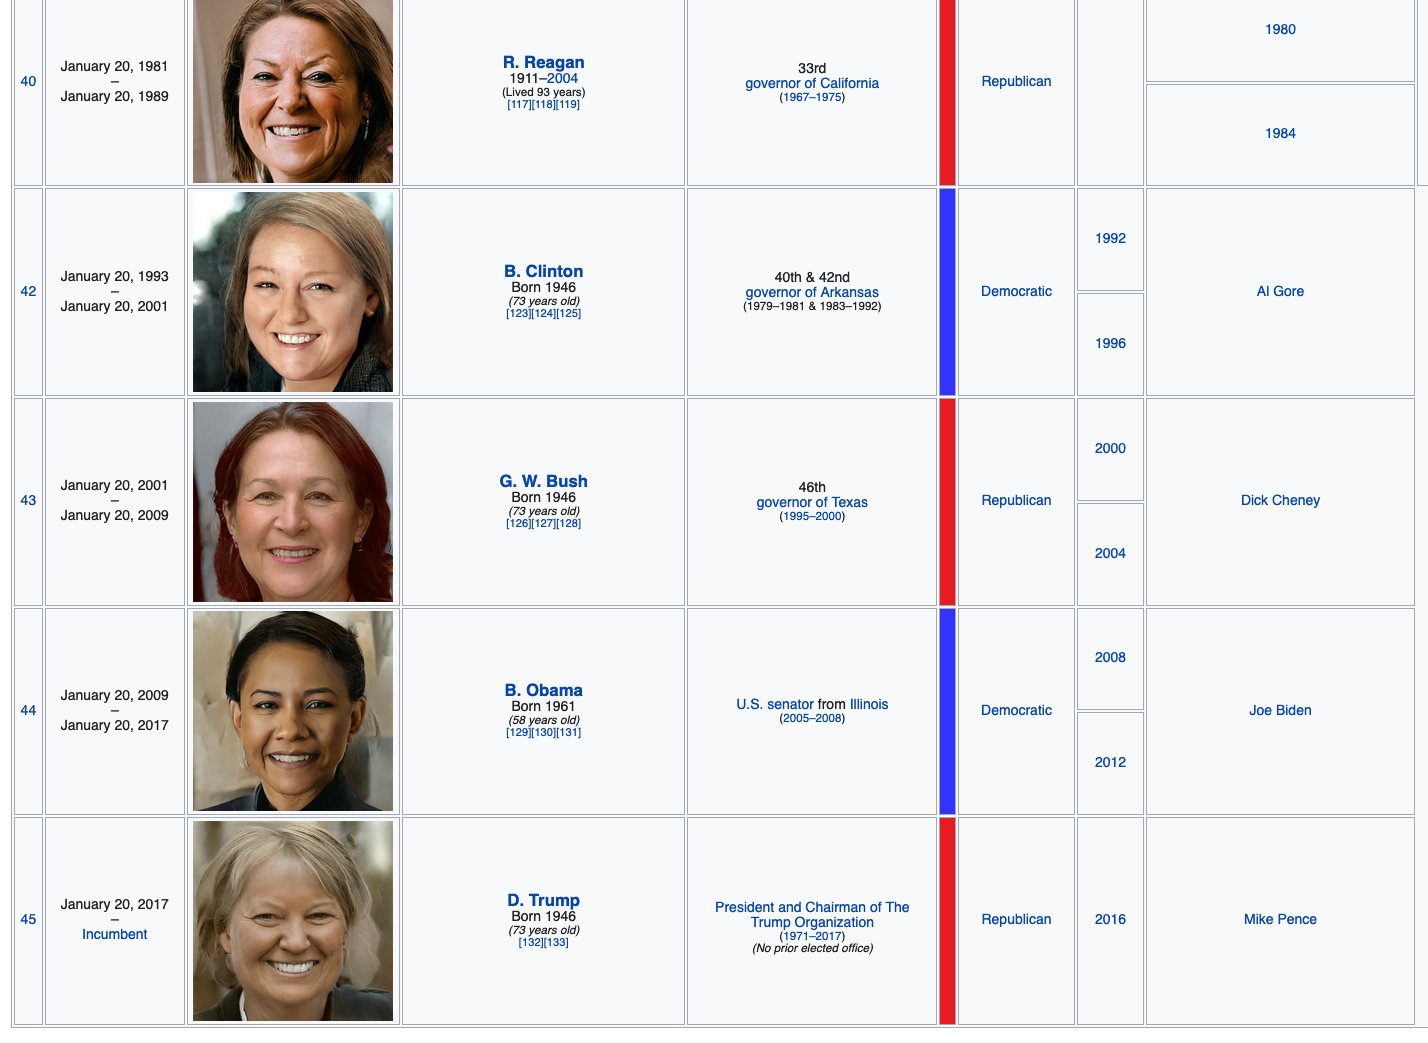 40
January 20, 1981
–
January 20, 1989
R. Reagan
1911–2004
(Lived 93 years)
[117][118][119]
33rd
governor of California
(1967–1975)
Republican
1980
1984
42
January 20, 1993
–
January 20, 2001
B. Clinton
Born 1946
(73 years old)
[123][124][125]
40th & 42nd
governor of Arkansas
(1979–1981 & 1983–1992)
Democratic
1992
1996
Al Gore
43
January 20, 2001
–
January 20, 2009
G. W. Bush
Born 1946
(73 years old)
[126][127][128]
46th
governor of Texas
(1995–2000)
Republican
2000
2004
Dick Cheney
44
January 20, 2009
–
January 20, 2017
B. Obama
Born 1961
(58 years old)
[129][130][131]
U.S. senator from Illinois
(2005–2008)
Democratic
2008
2012
Joe Biden
45
January 20, 2017
–
Incumbent
D. Trump
Born 1946
(73 years old)
[132][133]
President and Chairman of The
Trump Organization
(1971–2017)
(No prior elected office)
Republican
2016
Mike Pence